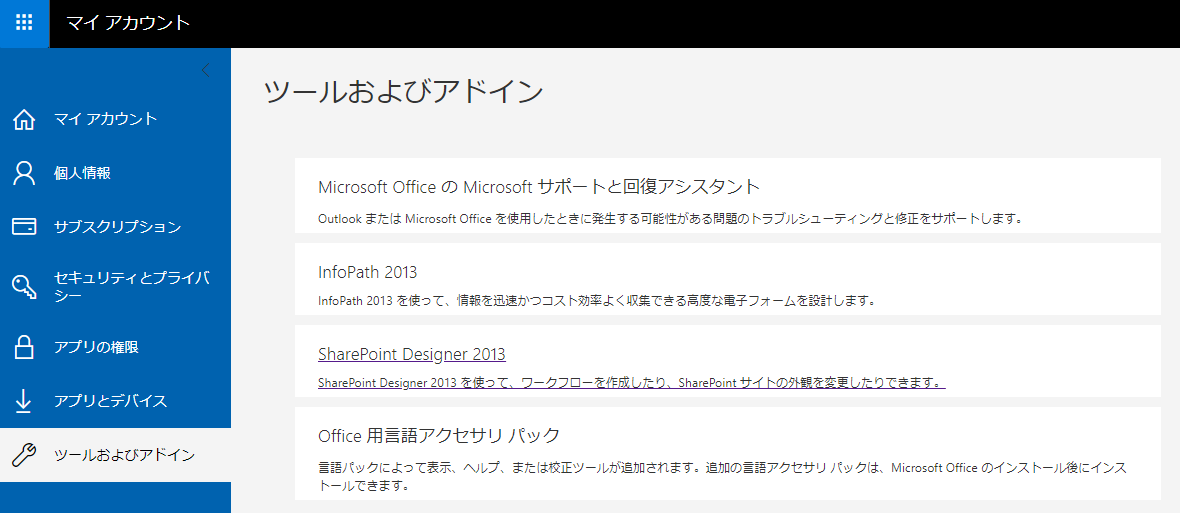 マイ アカウント
マイ アカウント
個人情報
サブスクリプション
セキュリティとプライバ
シー
アプリの権限
アプリとデバイス
ツールおよびアドイン
ツールおよびアドイン
Microsoft Office の Microsoft サポートと回復アシスタント
Outlook または Microsoft Office を使用したときに発生する可能性がある問題のトラブルシューティングと修正をサポートします。
InfoPath 2013
InfoPath 2013 を使って、情報を迅速かつコスト効率よく収集できる高度な電子フォームを設計します。
SharePoint Designer 2013
SharePoint Designer 2013 を使って、ワークフローを作成したり、SharePoint サイトの外観を変更したりできます。
Office 用言語アクセサリ パック
言語パックによって表示、ヘルプ、または校正ツールが追加されます。追加の言語アクセサリ パックは、Microsoft Office のインストール後にインス
トールできます。